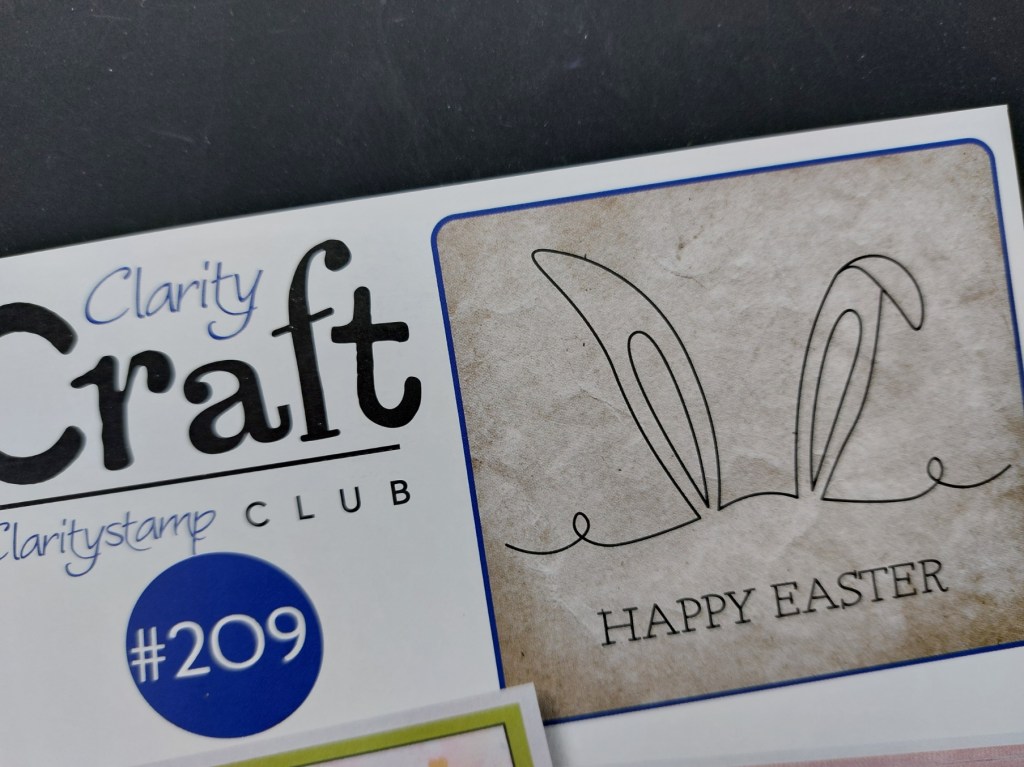 Clarity
Craft
Claritystamp CLUB
#209
HAPPY EASTER